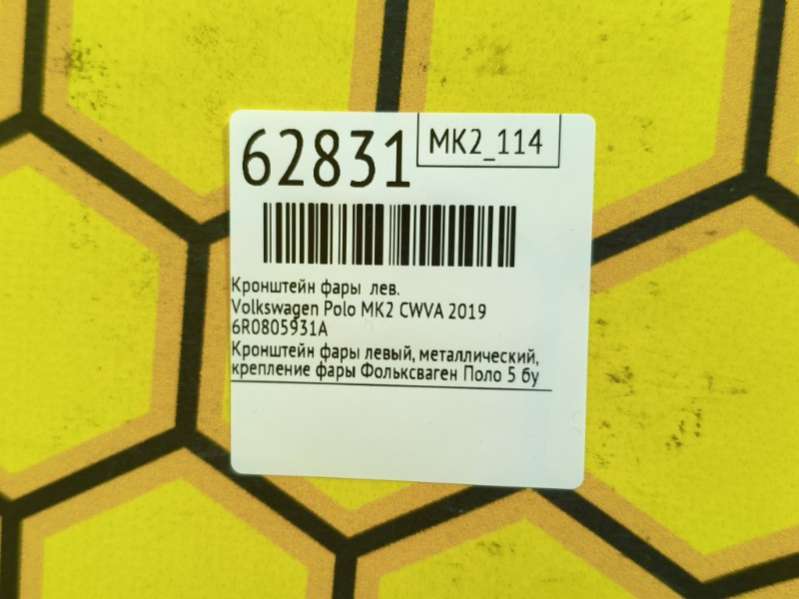 62831
MK2_114
Кронштейн фары лев.
Volkswagen Polo MK2 CWVA 2019
6R0805931A
Кронштейн фары левый, металлический,
крепление фары Фольксваген Поло 5 бу